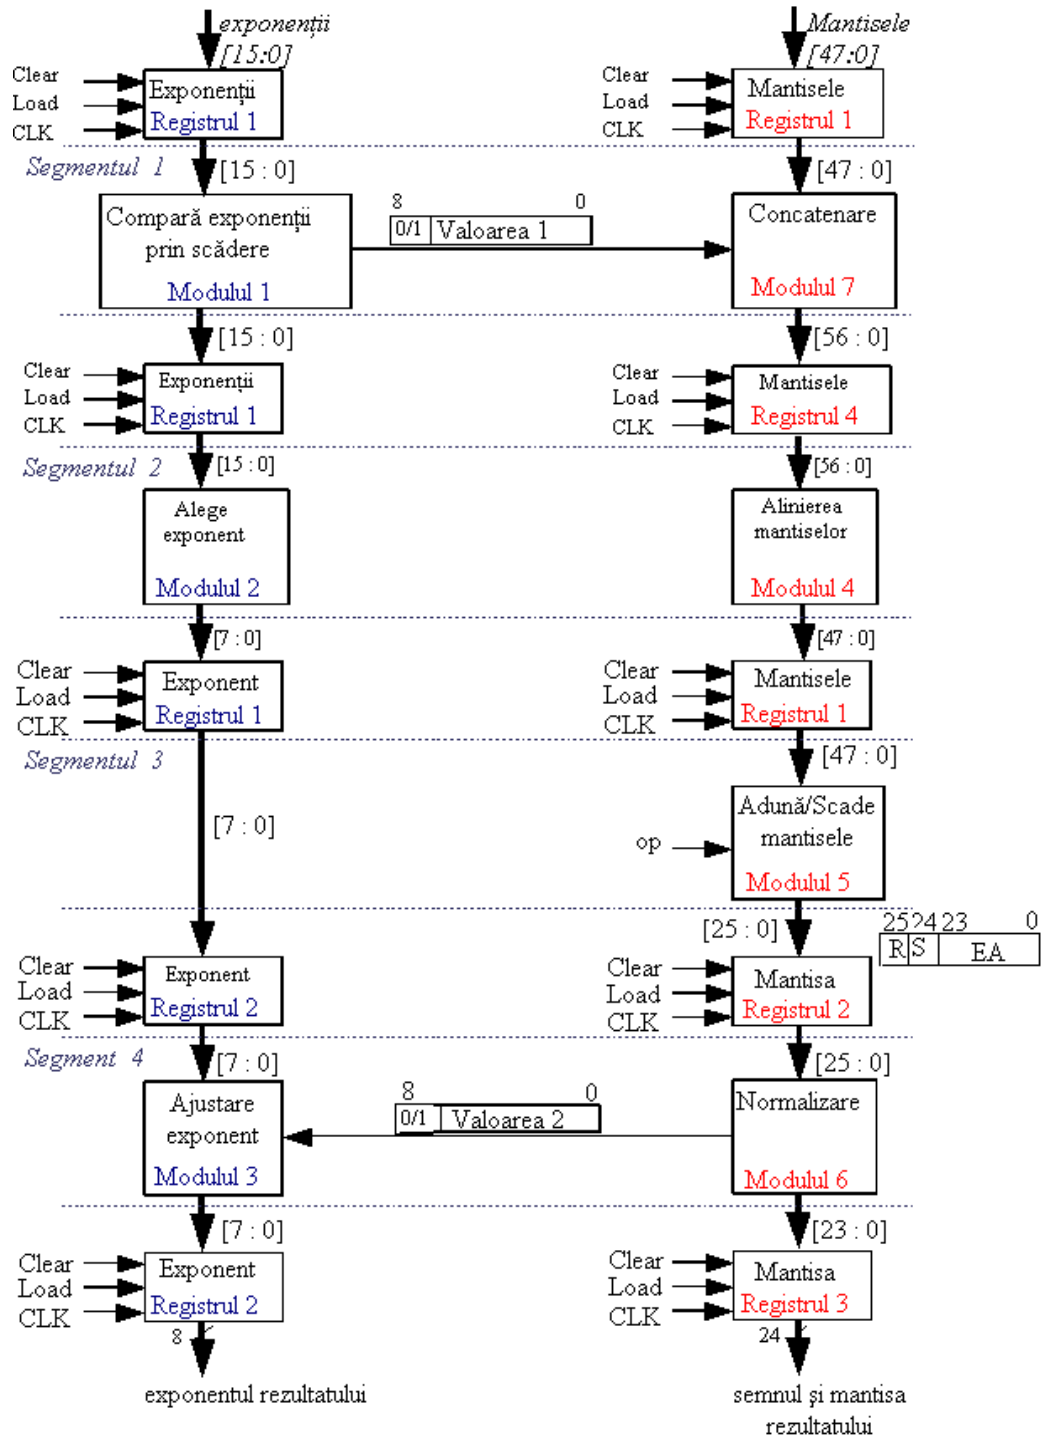 exponenții
[15:0]
Mantisele
[47:0]
Clear
Load
CLK
Exponenții
Registrul 1
Clear
Load
CLK
Mantisele
Registrul 1
Segmentul 1
[15 : 0]
[47 : 0]
Compară exponenții
prin scădere
Modulul 1
8 0
0/1 Valoarea 1
Concatenare
Modulul 7
[15 : 0]
[56 : 0]
Clear
Load
CLK
Exponenții
Registrul 1
Clear
Load
CLK
Mantisele
Registrul 4
Segmentul 2
[15 : 0]
[56 : 0]
Alege
exponent
Modulul 2
Alinierea
mantiselor
Modulul 4
[7 : 0]
[47 : 0]
Clear
Load
CLK
Exponent
Registrul 1
Clear
Load
CLK
Mantisele
Registrul 1
Segmentul 3
[47 : 0]
[7 : 0]
op
Adună/Scade
mantisele
Modulul 5
[25 : 0]
25 24 23 0
R S EA
Clear
Load
CLK
Exponent
Registrul 2
Clear
Load
CLK
Mantisa
Registrul 2
Segment 4
[7 : 0]
[25 : 0]
Ajustare
exponent
Modulul 3
8 0
0/1 Valoarea 2
Normalizare
Modulul 6
[7 : 0]
[23 : 0]
Clear
Load
CLK
Exponent
Registrul 2
Clear
Load
CLK
Mantisa
Registrul 3
8
24
exponentul rezultatului
semnul și mantisa
rezultatului